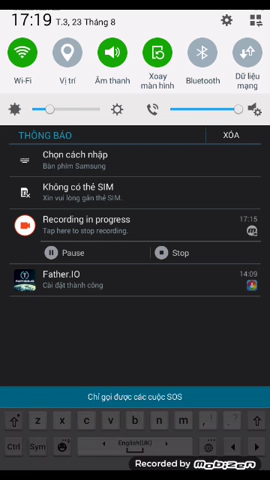 17:19 T.3, 23 Tháng 8
Wi-Fi
Vị trí
Âm thanh
Xoay
màn hình
Bluetooth
Dữ liệu
mạng
THÔNG BÁO
XÓA
Chọn cách nhập
Bàn phím Samsung
Không có thẻ SIM
Xin vui lòng gắn thẻ SIM.
Recording in progress
17:15
Tap here to stop recording.
Pause
Stop
Father.IO
14:09
Cài đặt thành công
Chỉ gọi được các cuộc SOS
z x c v b n m , ! . ?
Ctrl Sym English(UK)
Recorded by MOBIZEN